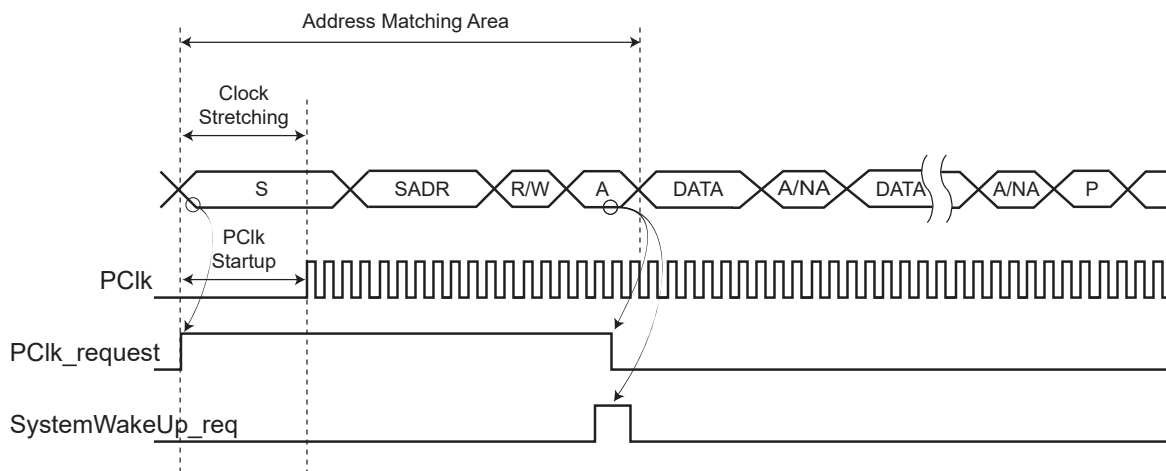 Address Matching Area
Clock
Stretching
S
SADR
R/W
A
DATA
A/NA
DATA
A/NA
P
PClk
Startup
PClk
PClk_request
SystemWakeUp_req